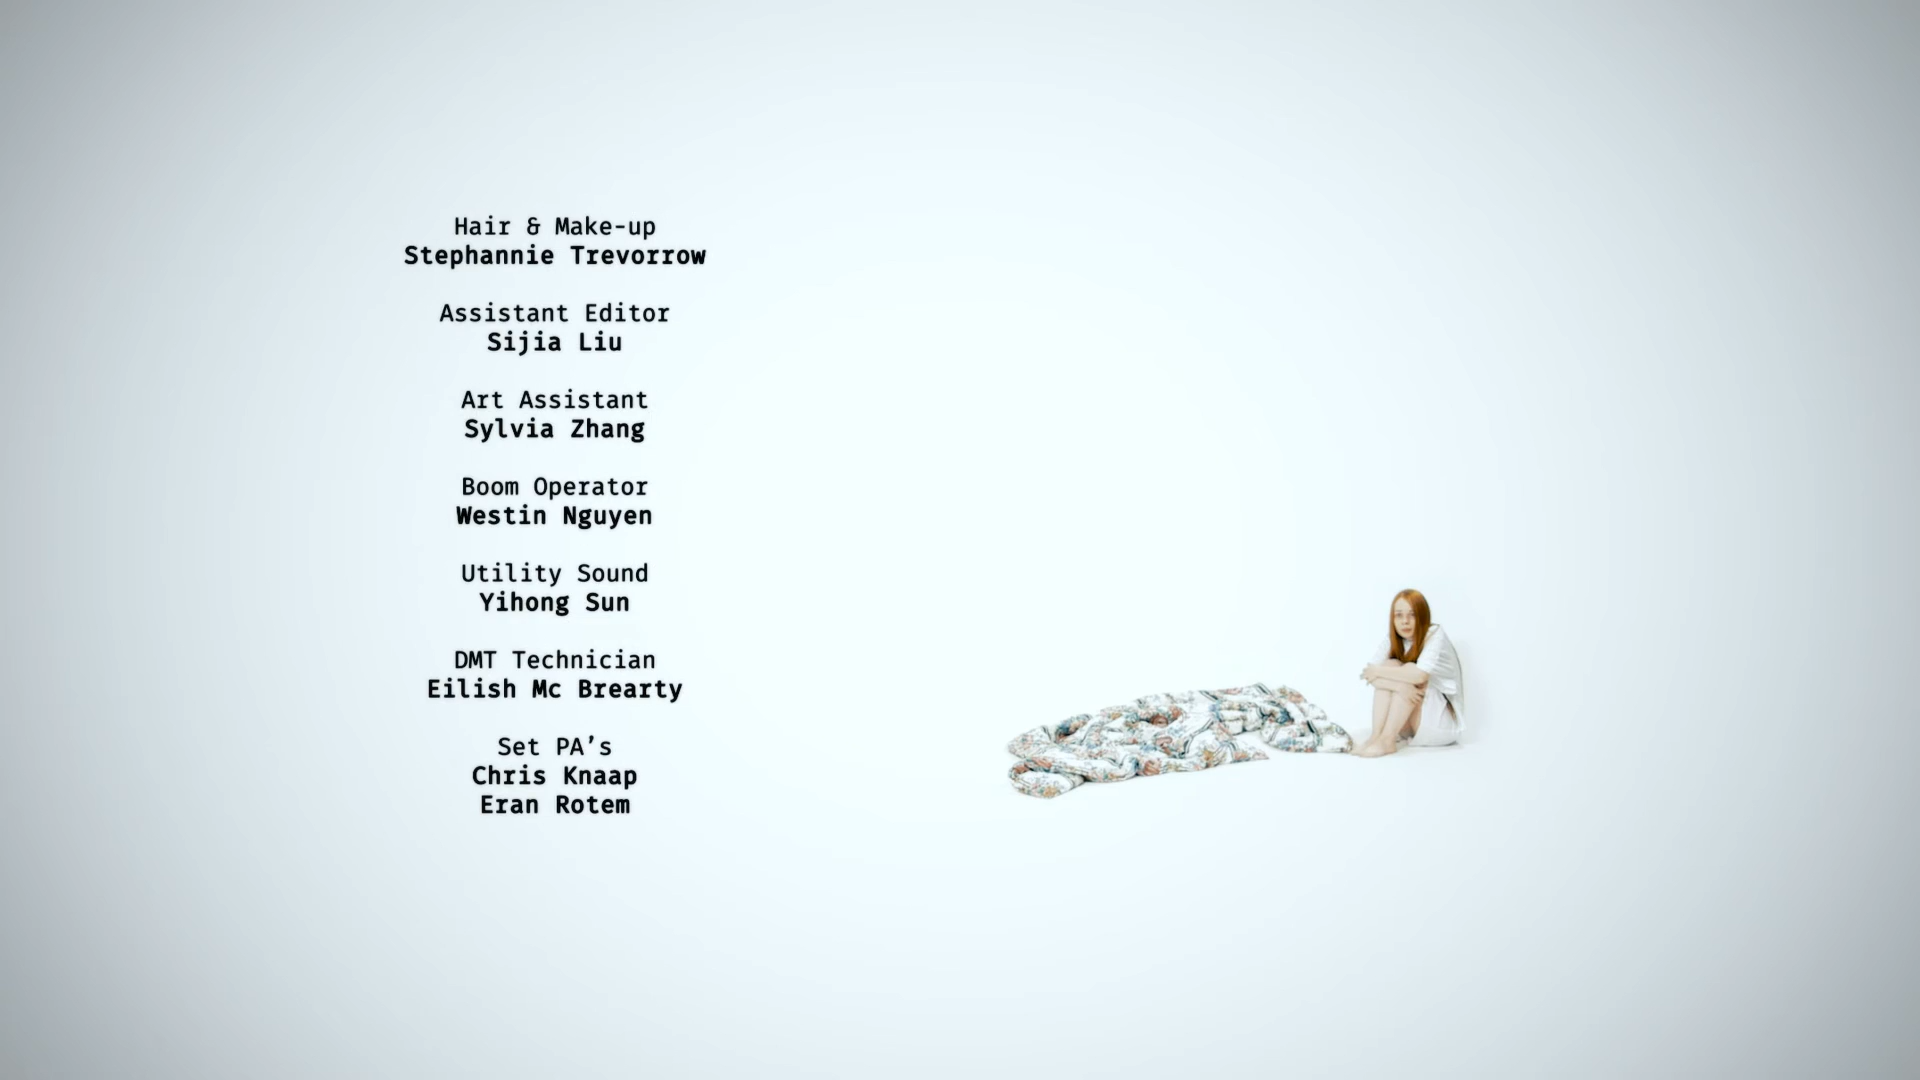 Hair & Make-up
Stephannie Trevorrow
Assistant Editor
Sijia Liu
Art Assistant
Sylvia Zhang
Boom Operator
Westin Nguyen
Utility Sound
Yihong Sun
DMT Technician
Eilish Mc Brearty
Set PA’s
Chris Knaap
Eran Rotem